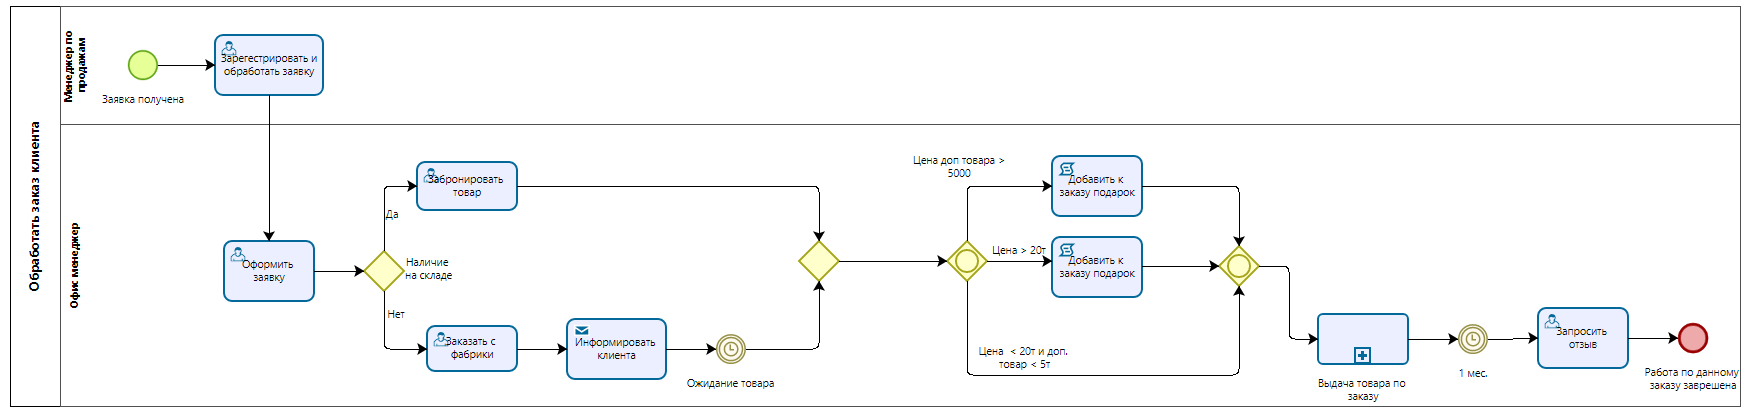 Обработать заказ клиента
Менеджер по
продажам
Заявка получена
Зарегестрировать и
обработать заявку
Офис менеджер
Оформить
заявку
Наличие
на складе
Да
Забронировать
товар
Нет
Заказать с
фабрики
Информировать
клиента
Ожидание товара
Цена доп товара >
5000
Добавить к
заказу подарок
Цена > 20т
Добавить к
заказу подарок
Цена < 20т и доп.
товар < 5т
Выдача товара по
заказу
1 мес.
Запросить
отзыв
Работа по данному
заказу заврешена